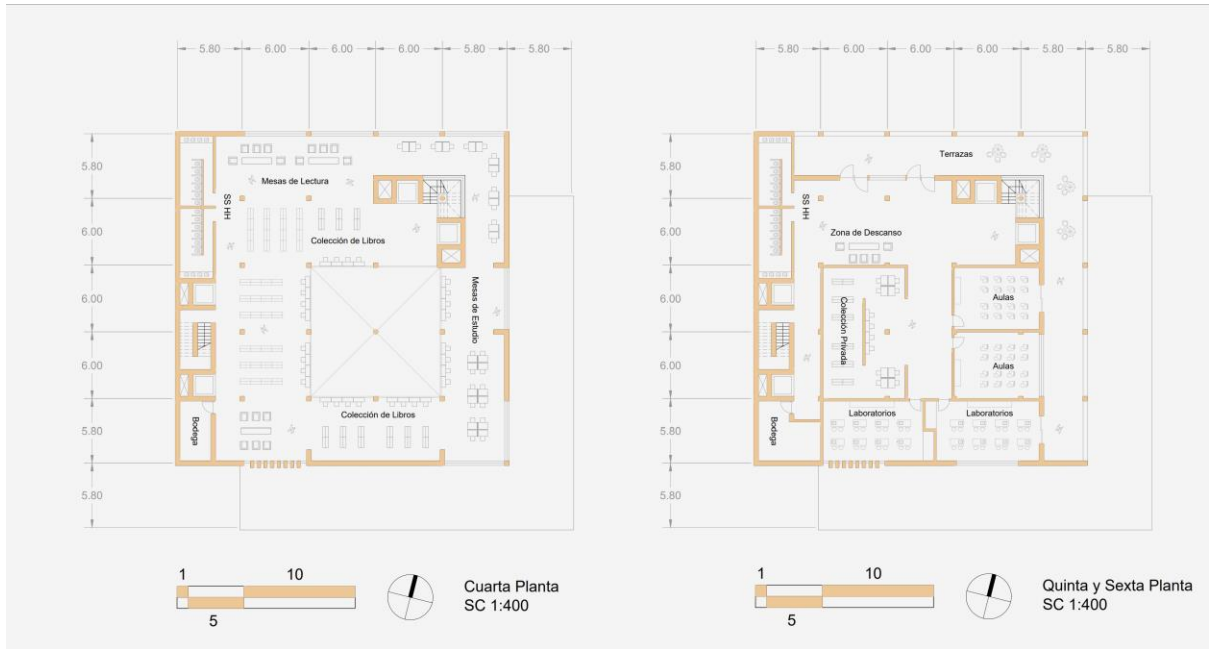 5.80 6.00 6.00 6.00 5.80 5.80
5.80
6.00
6.00
6.00
5.80
5.80
Mesas de Lectura
SS HH
Colección de Libros
Mesas de Estudio
Colección de Libros
Bodega
1 10
5
Cuarta Planta
SC 1:400
5.80 6.00 6.00 6.00 5.80 5.80
5.80
6.00
6.00
6.00
5.80
5.80
Terrazas
SS HH
Zona de Descanso
Colección Privada
Aulas
Aulas
Laboratorios
Laboratorios
Bodega
1 10
5
Quinta y Sexta Planta
SC 1:400